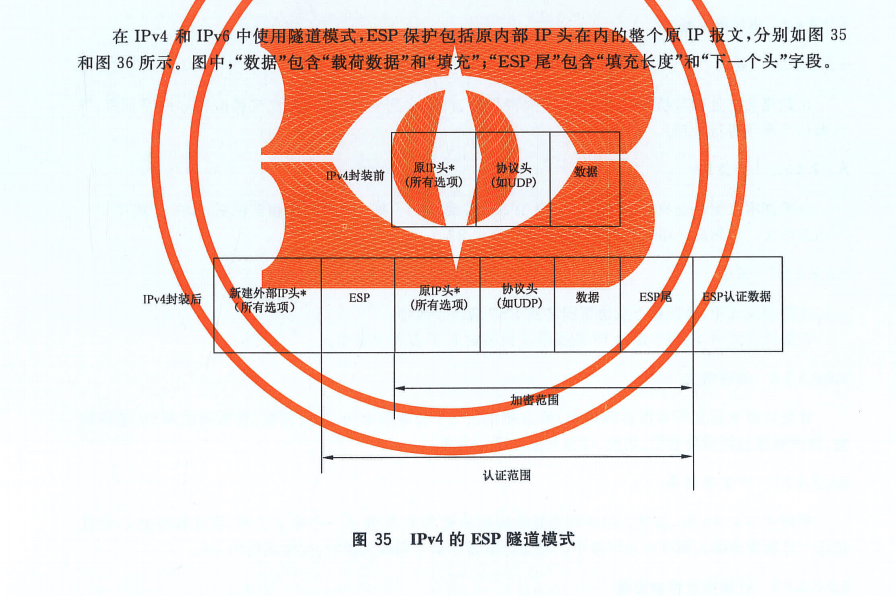 在 IPv4 和 IPv6 中使用隧道模式,ESP 保护包括原内部 IP 头在内的整个原 IP 报文,分别如图 35
和图 36 所示。图中,“数据”包含“载荷数据”和“填充”;“ESP 尾”包含“填充长度”和“下一个头”字段。
IPv4封装前
原IP头*
(所有选项)
协议头
(如UDP)
数据
IPv4封装后
新建外部IP头*
(所有选项)
ESP
原IP头*
(所有选项)
协议头
(如UDP)
数据
ESP尾
ESP认证数据
加密范围
认证范围
图 35 IPv4 的 ESP 隧道模式